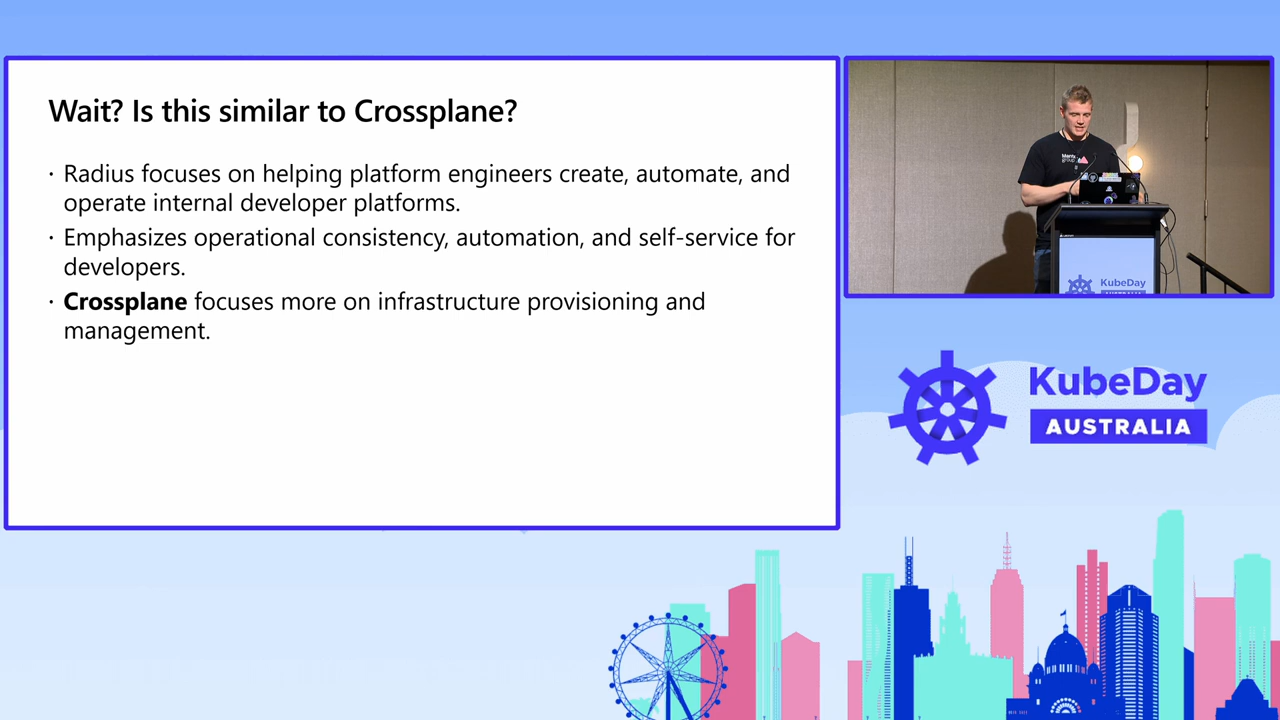 Wait? Is this similar to Crossplane?
· Radius focuses on helping platform engineers create, automate, and
operate internal developer platforms.
· Emphasizes operational consistency, automation, and self-service for
developers.
· Crossplane focuses more on infrastructure provisioning and
management.
KubeDay
KubeDay
AUSTRALIA